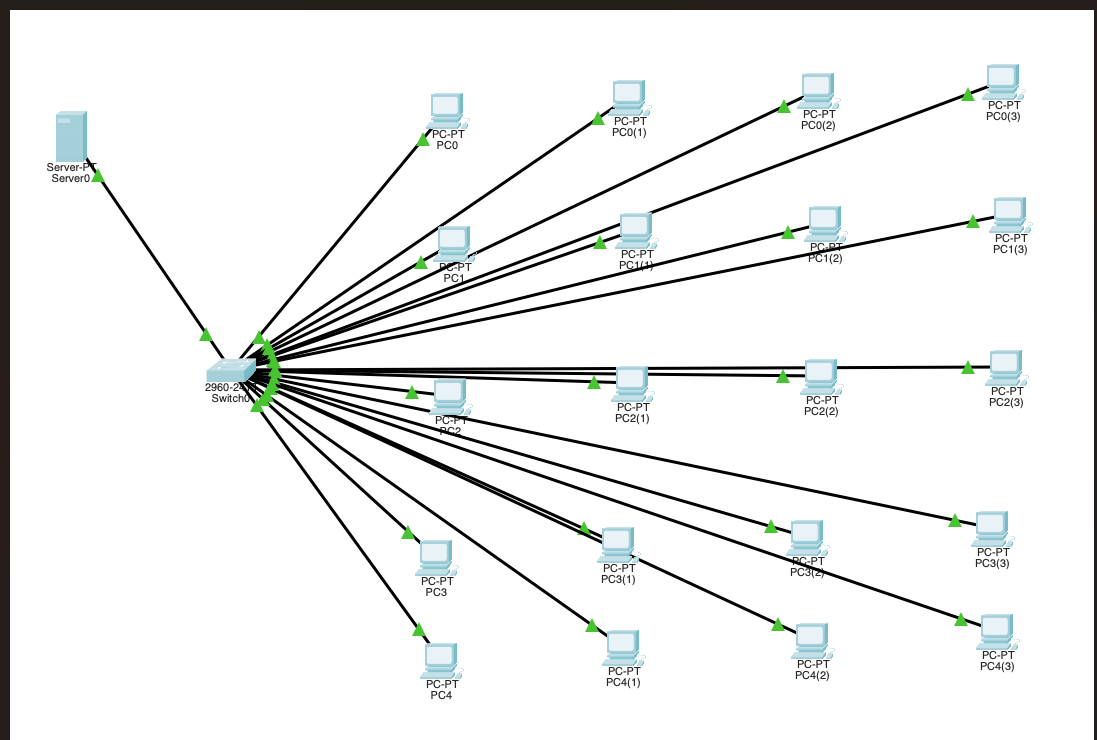 Server-PT
Server0
PC-PT
PC0
PC-PT
PC0(1)
PC-PT
PC0(2)
PC-PT
PC0(3)
PC-PT
PC1
PC-PT
PC1(1)
PC-PT
PC1(2)
PC-PT
PC1(3)
Switch0
PC-PT
PC2
PC-PT
PC2(1)
PC-PT
PC2(2)
PC-PT
PC2(3)
PC-PT
PC3
PC-PT
PC3(1)
PC-PT
PC3(2)
PC-PT
PC3(3)
PC-PT
PC4
PC-PT
PC4(1)
PC-PT
PC4(2)
PC-PT
PC4(3)